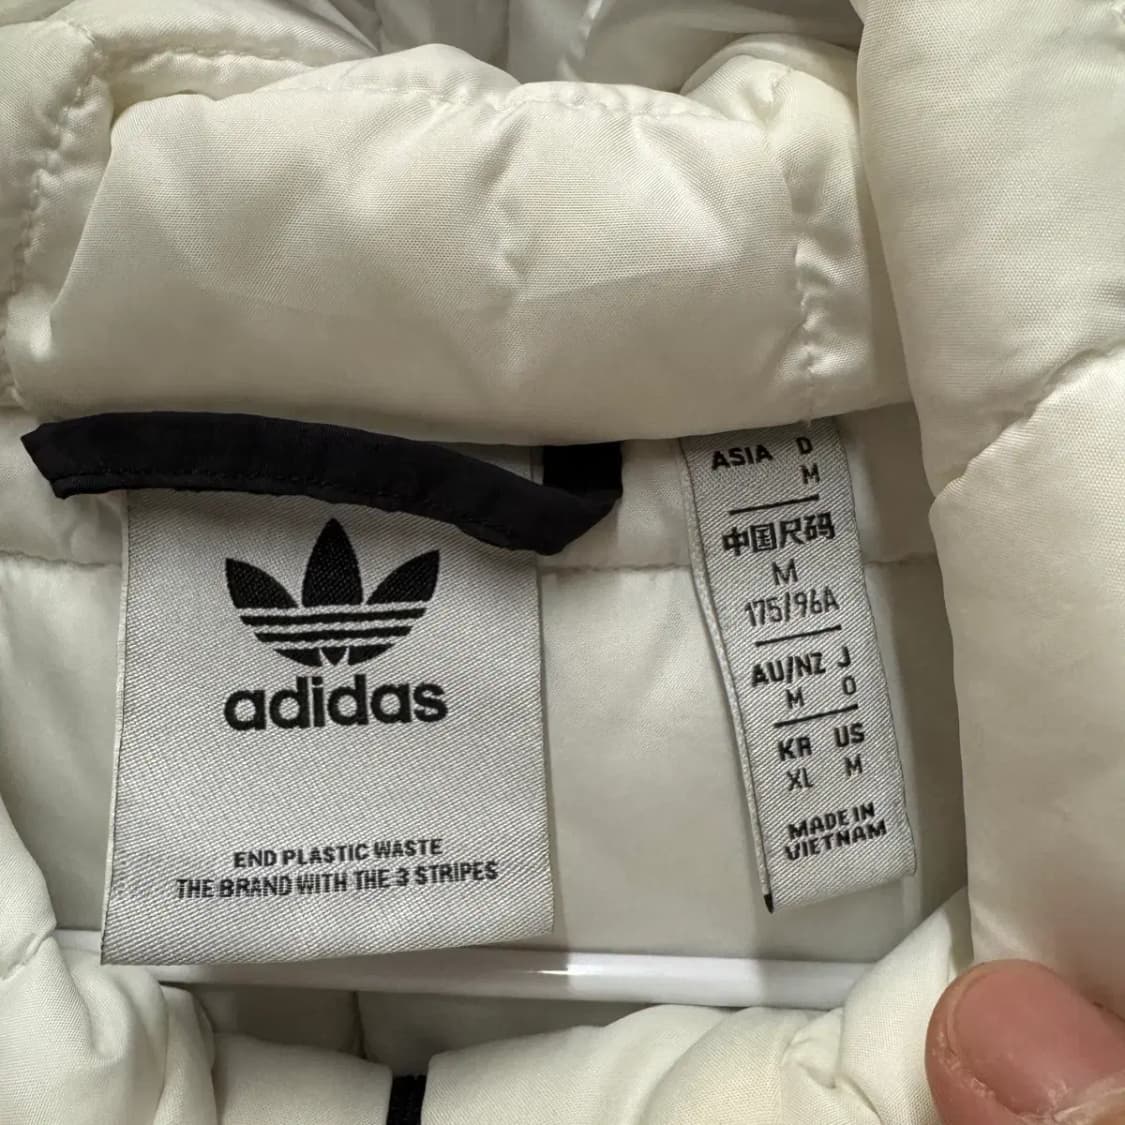 adidas
END PLASTIC WASTE
THE BRAND WITH THE 3 STRIPES
ASIA D
M
中国尺码
M
175/96A
AU/NZ J
M O
KR US
XL M
MADE IN
VIETNAM